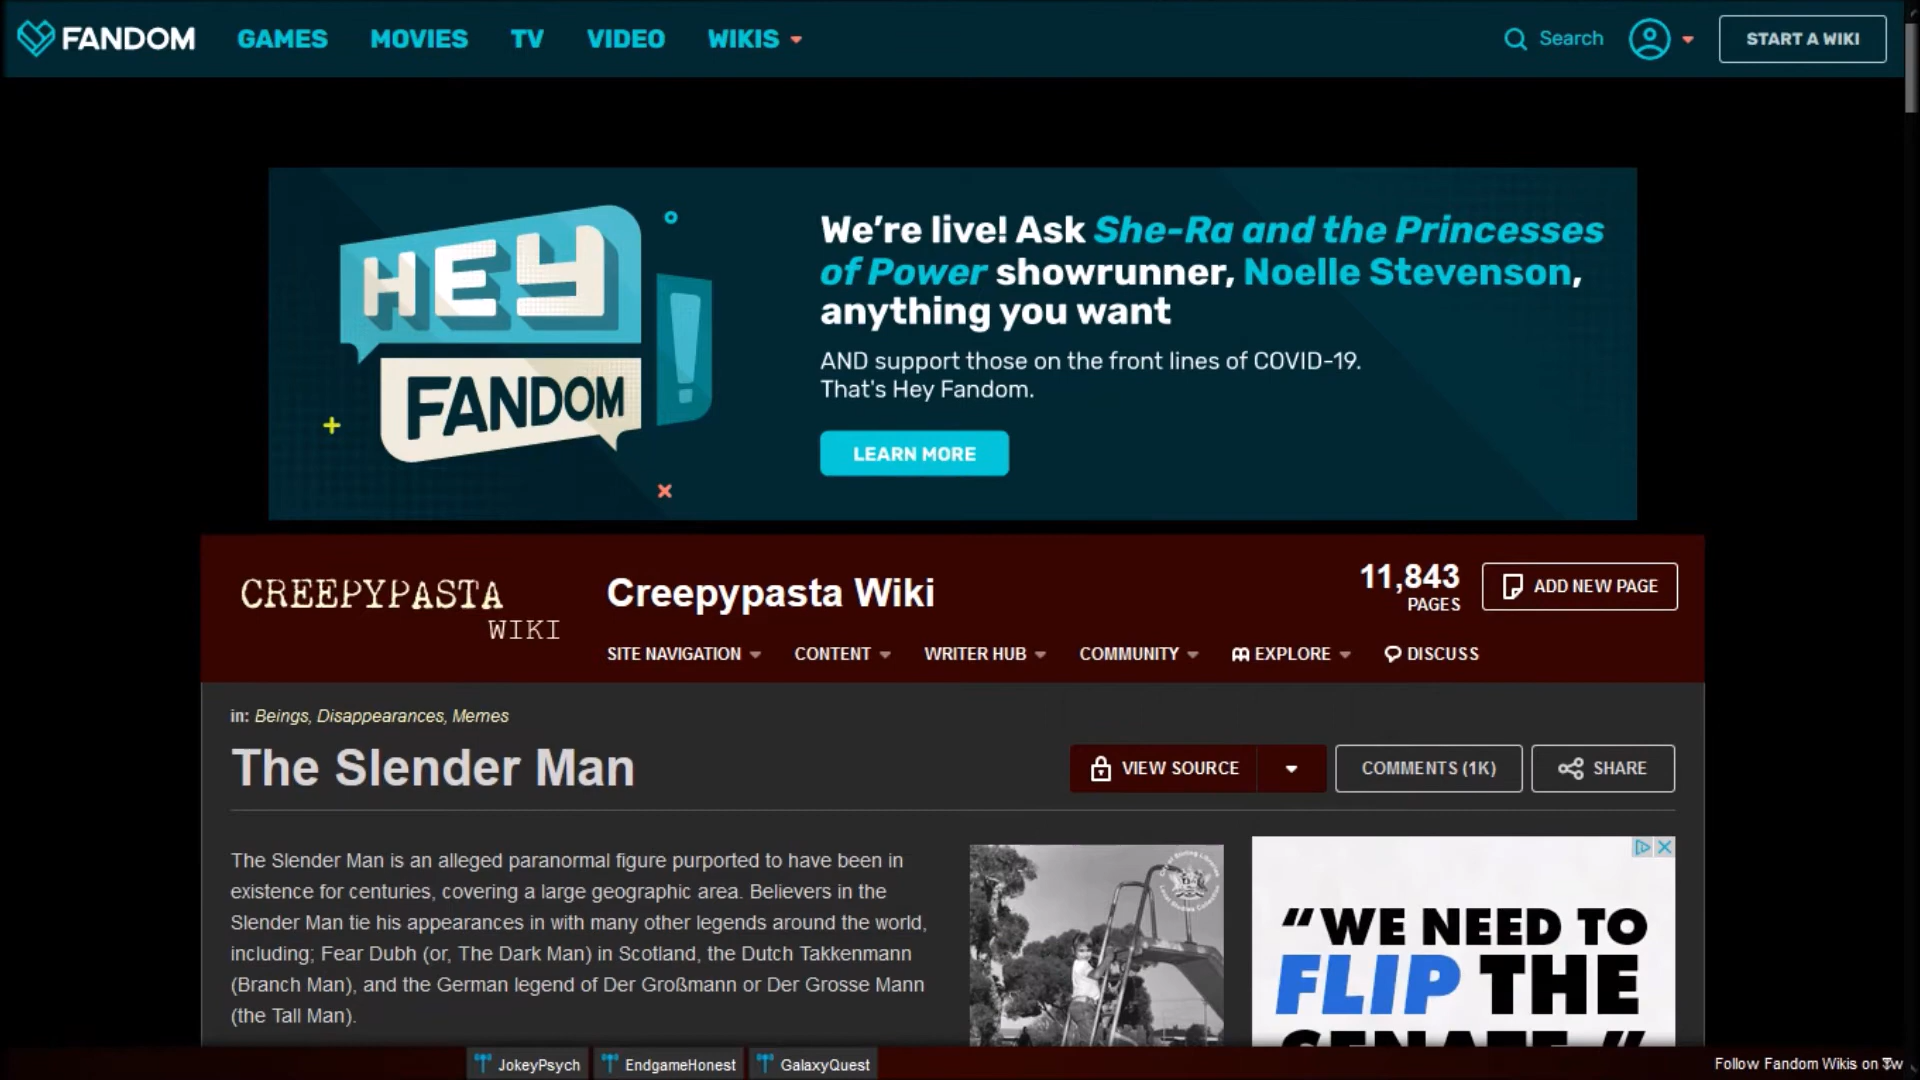 FANDOM GAMES MOVIES TV VIDEO WIKIS Search START A WIKI
HEY
FANDOM
!
We're live! Ask She-Ra and the Princesses
of Power showrunner, Noelle Stevenson,
anything you want
AND support those on the front lines of COVID-19.
That's Hey Fandom.
LEARN MORE
CREEPYPASTA
WIKI
Creepypasta Wiki
11,843
PAGES
ADD NEW PAGE
SITE NAVIGATION CONTENT WRITER HUB COMMUNITY EXPLORE DISCUSS
in: Beings, Disappearances, Memes
The Slender Man
VIEW SOURCE COMMENTS (1K) SHARE
The Slender Man is an alleged paranormal figure purported to have been in
existence for centuries, covering a large geographic area. Believers in the
Slender Man tie his appearances in with many other legends around the world,
including; Fear Dubh (or, The Dark Man) in Scotland, the Dutch Takkenmann
(Branch Man), and the German legend of Der Großmann or Der Grosse Mann
(the Tall Man).
"WE NEED TO
FLIP THE
SENATE."
JokeyPsych EndgameHonest GalaxyQuest
Follow Fandom Wikis on